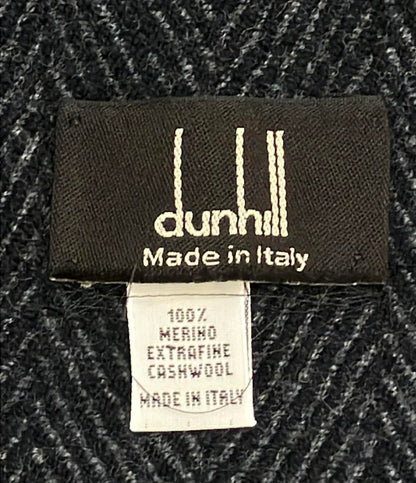 dunhill
Made in Italy
100%
MERINO
EXTRAFINE
CASHWOOL
MADE IN ITALY